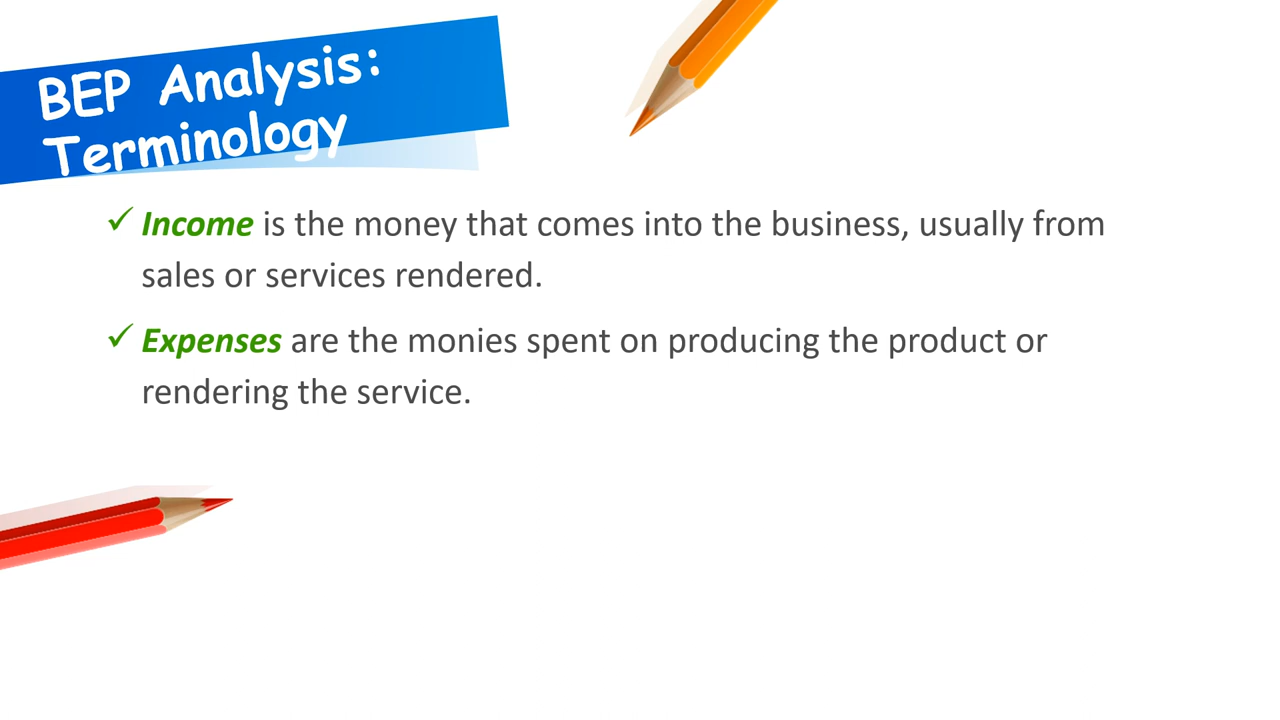 BEP Analysis:
Terminology
✓ Income is the money that comes into the business, usually from
sales or services rendered.
✓ Expenses are the monies spent on producing the product or
rendering the service.